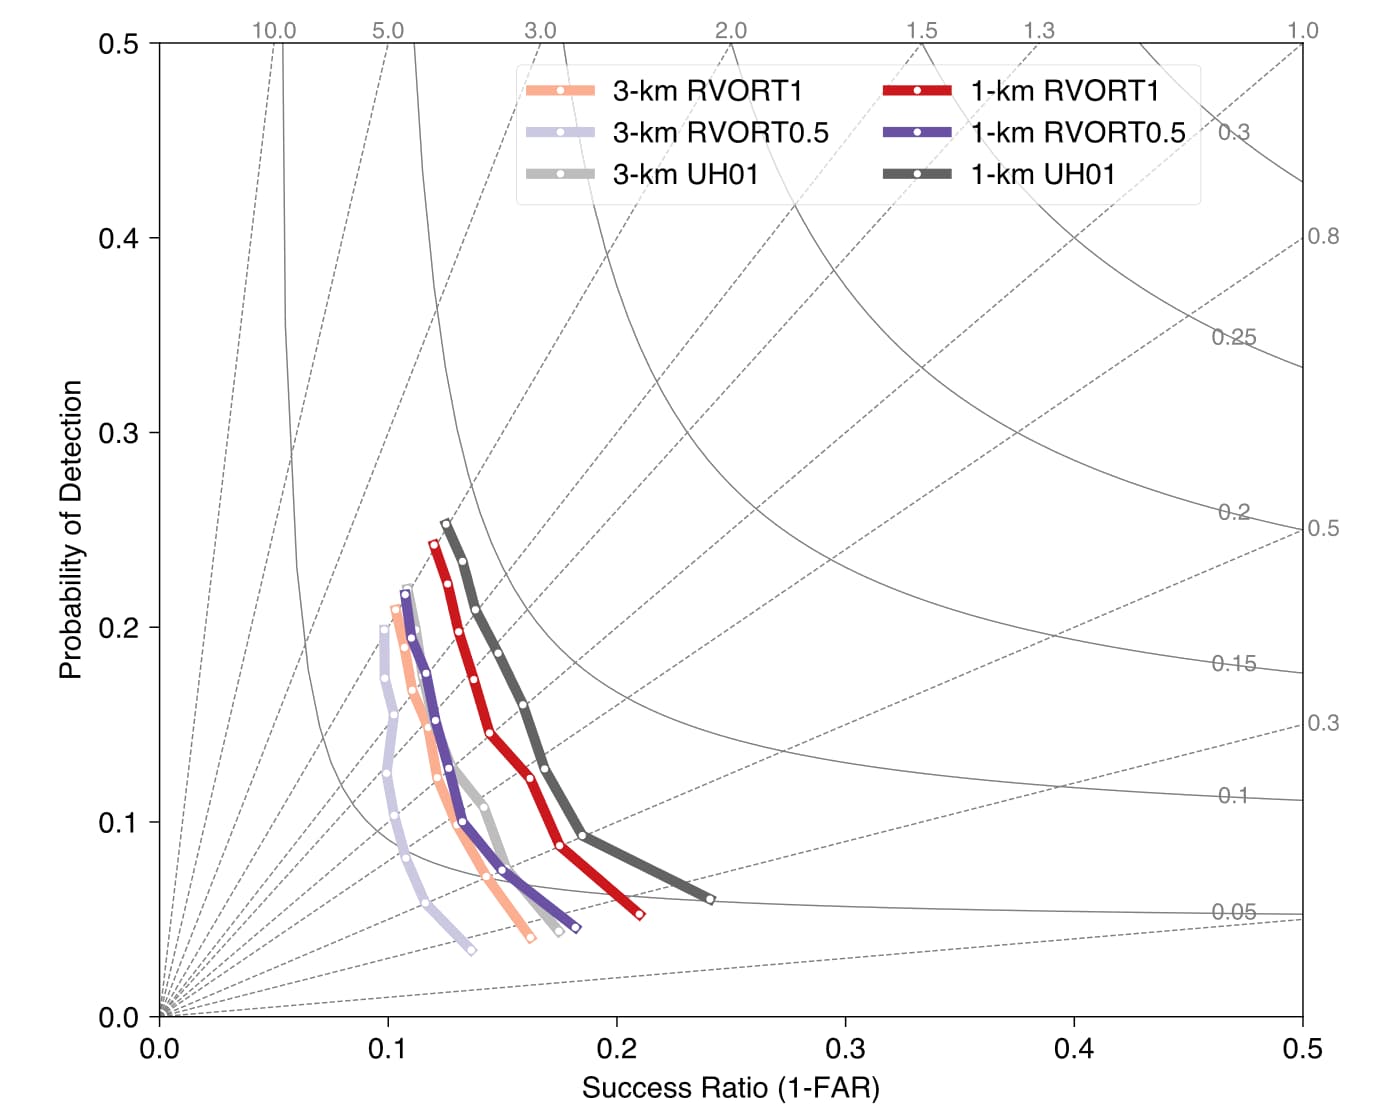 10.0 5.0 3.0 2.0 1.5 1.3 1.0
0.5
3-km RVORT1 1-km RVORT1
3-km RVORT0.5 1-km RVORT0.5
0.3
3-km UH01 1-km UH01
0.4
0.8
0.25
0.3
0.2
0.5
Probability of Detection
0.2
0.15
0.3
0.1
0.1
0.05
0.0
0.0 0.1 0.2 0.3 0.4 0.5
Success Ratio (1-FAR)